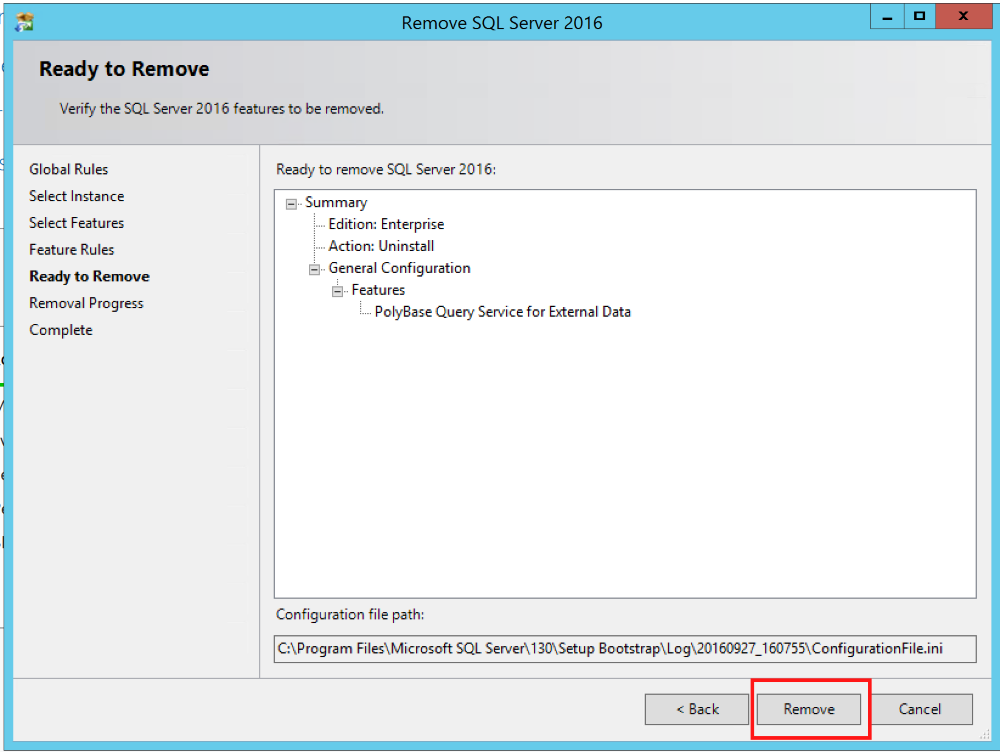 Remove SQL Server 2016
Ready to Remove
Verify the SQL Server 2016 features to be removed.
Global Rules
Select Instance
Select Features
Feature Rules
Ready to Remove
Removal Progress
Complete
Ready to remove SQL Server 2016:
Summary
Edition: Enterprise
Action: Uninstall
General Configuration
Features
PolyBase Query Service for External Data
Configuration file path:
C:\Program Files\Microsoft SQL Server\130\Setup Bootstrap\Log\20160927_160755\ConfigurationFile.ini
< Back
Remove
Cancel